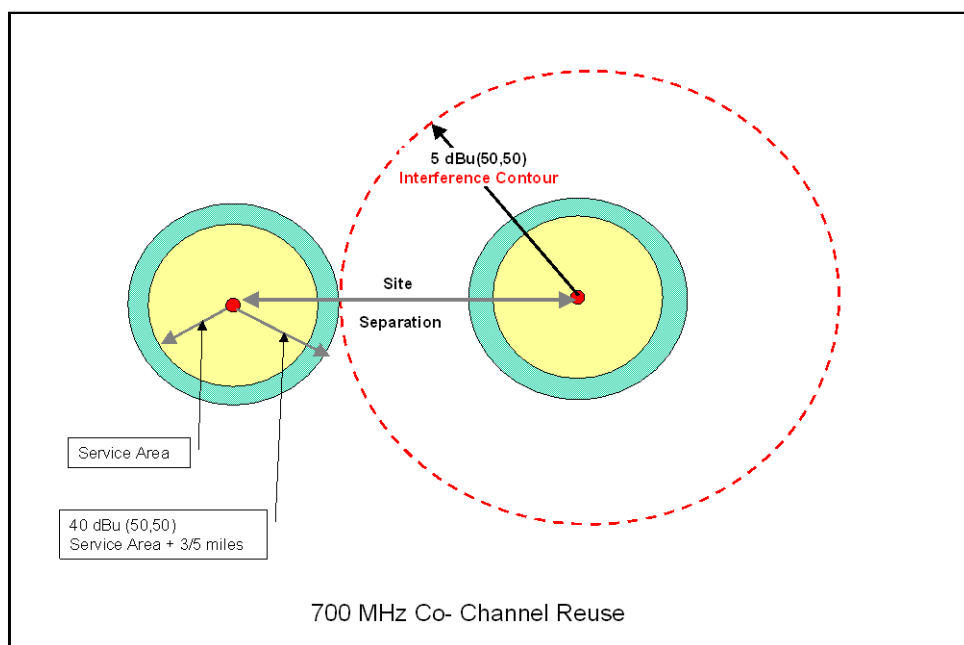 5 dBu(50,50)
Interference Contour
Site
Separation
Service Area
40 dBu (50,50)
Service Area + 3/5 miles
700 MHz Co- Channel Reuse